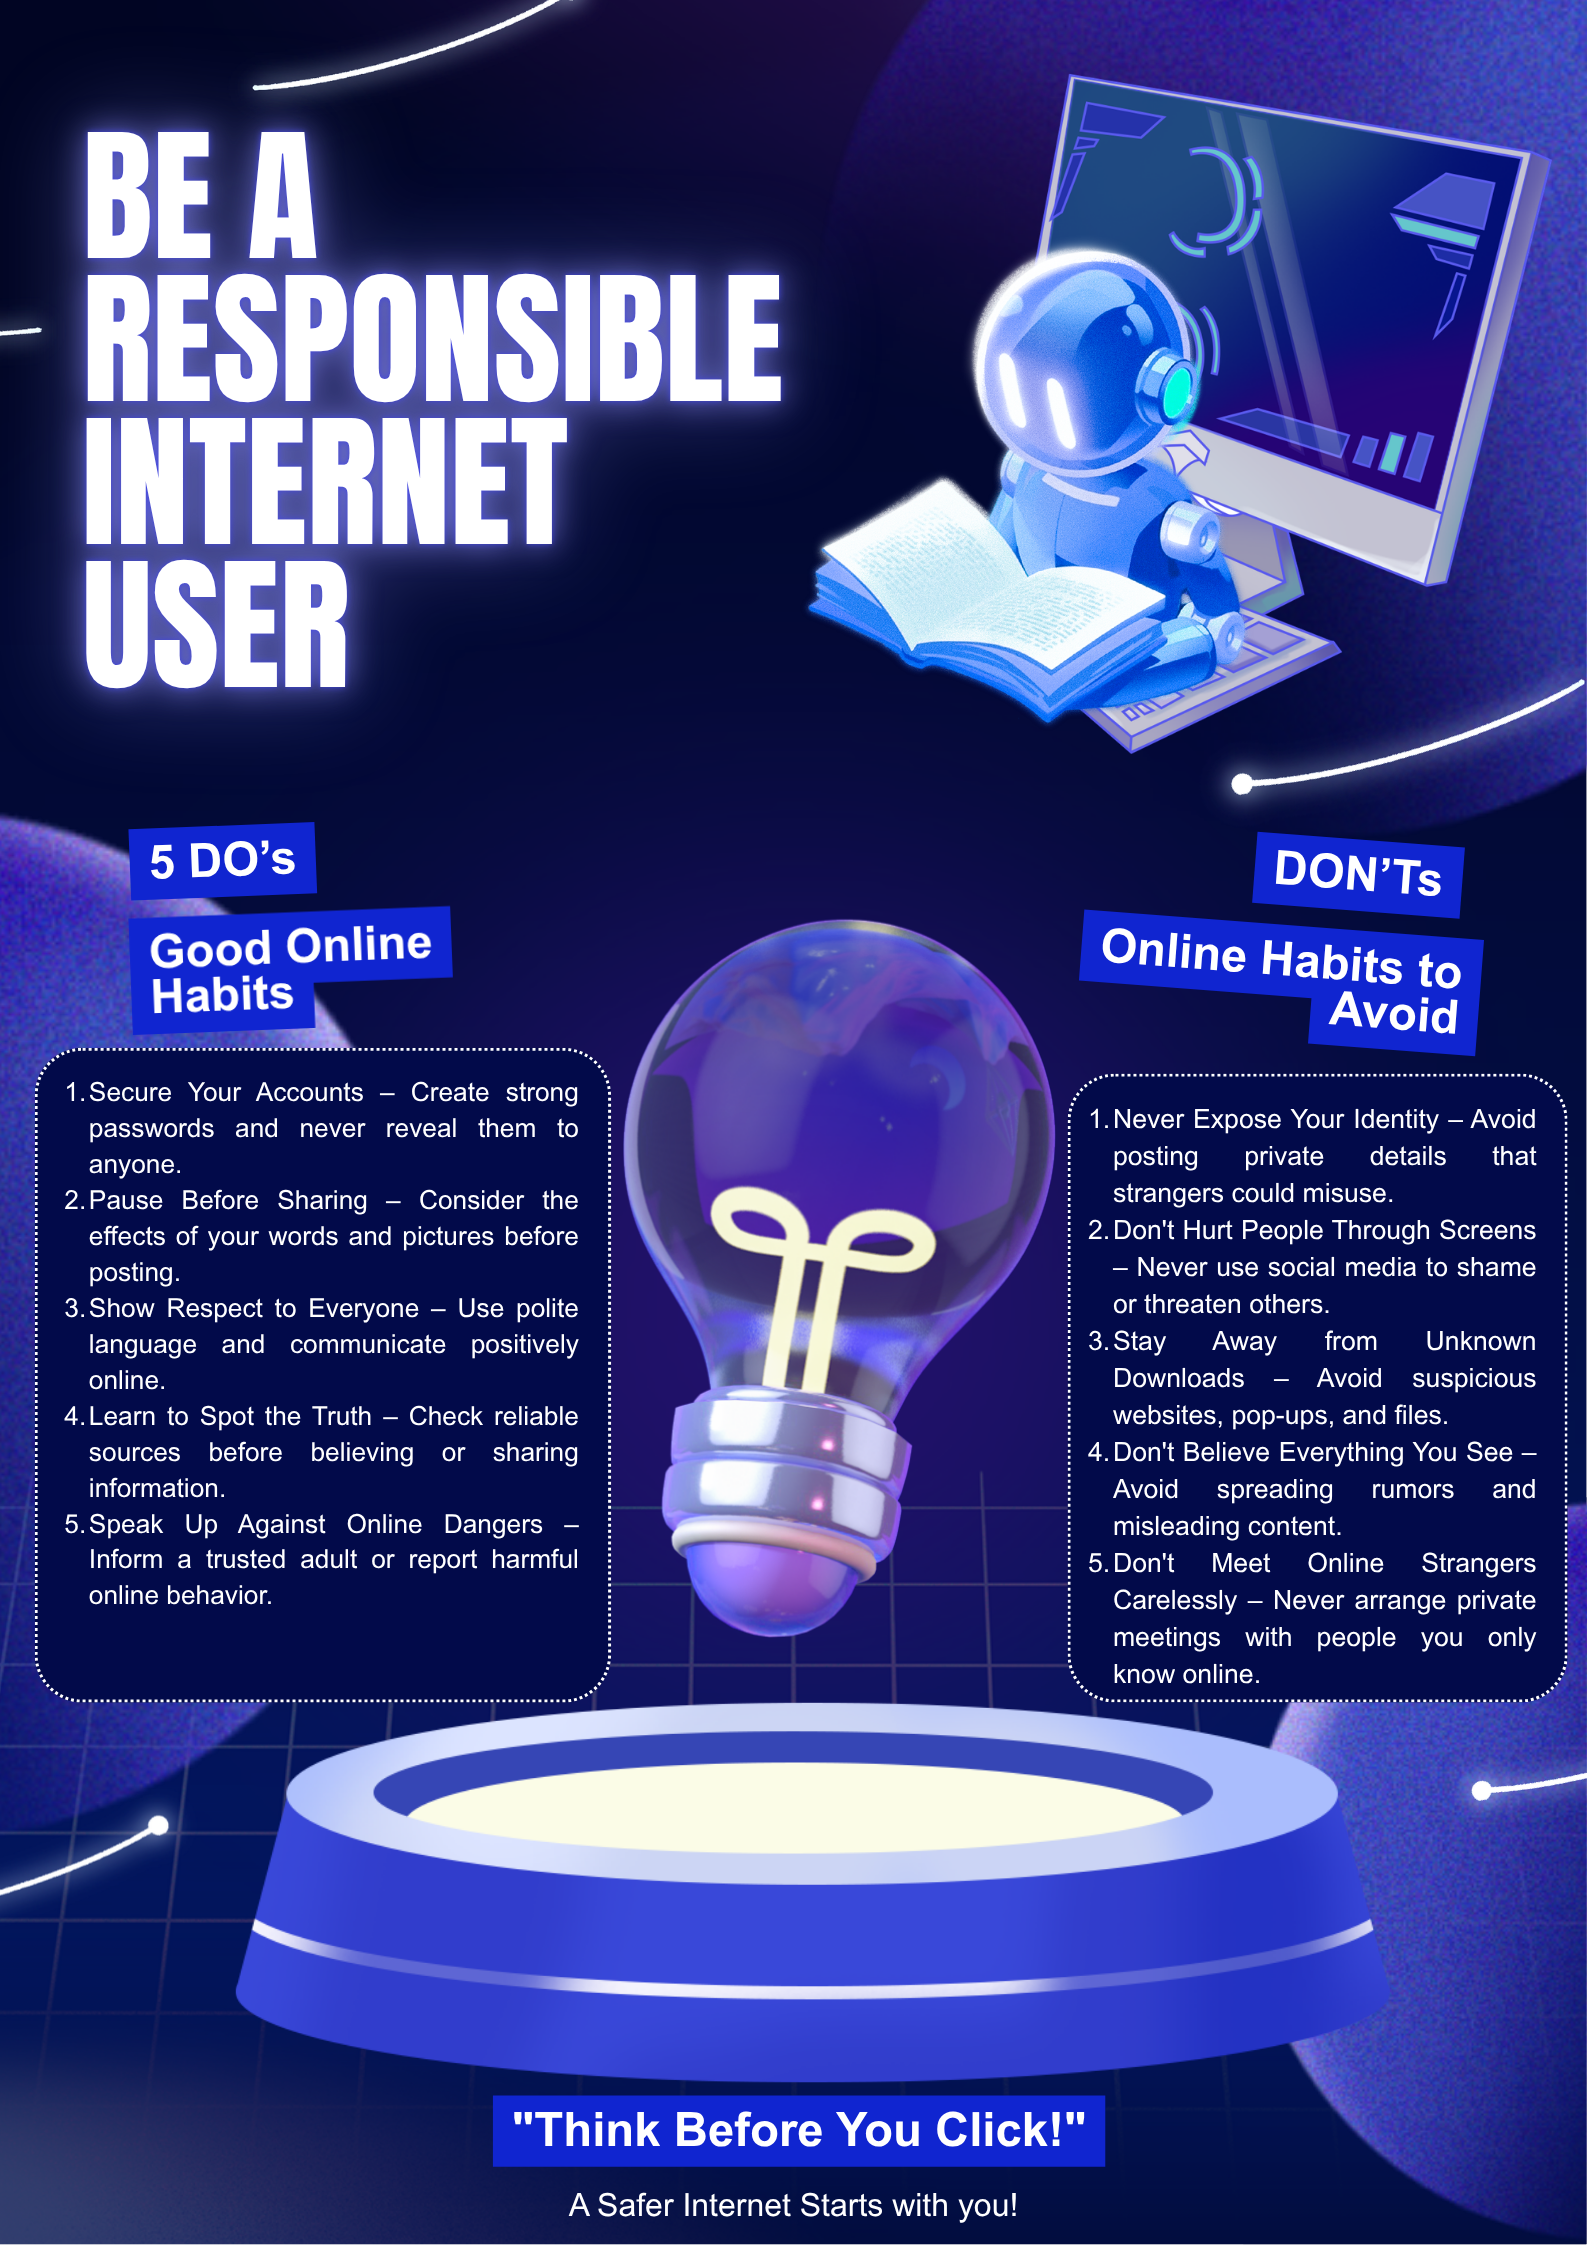 BE A
RESPONSIBLE
INTERNET
USER
5 DO’s
Good Online
Habits
1. Secure Your Accounts – Create strong
passwords and never reveal them to
anyone.
2. Pause Before Sharing – Consider the
effects of your words and pictures before
posting.
3. Show Respect to Everyone – Use polite
language and communicate positively
online.
4. Learn to Spot the Truth – Check reliable
sources before believing or sharing
information.
5. Speak Up Against Online Dangers –
Inform a trusted adult or report harmful
online behavior.
DON’Ts
Online Habits to
Avoid
1. Never Expose Your Identity – Avoid
posting private details that
strangers could misuse.
2. Don't Hurt People Through Screens
– Never use social media to shame
or threaten others.
3. Stay Away from Unknown
Downloads – Avoid suspicious
websites, pop-ups, and files.
4. Don't Believe Everything You See –
Avoid spreading rumors and
misleading content.
5. Don't Meet Online Strangers
Carelessly – Never arrange private
meetings with people you only
know online.
"Think Before You Click!"
A Safer Internet Starts with you!